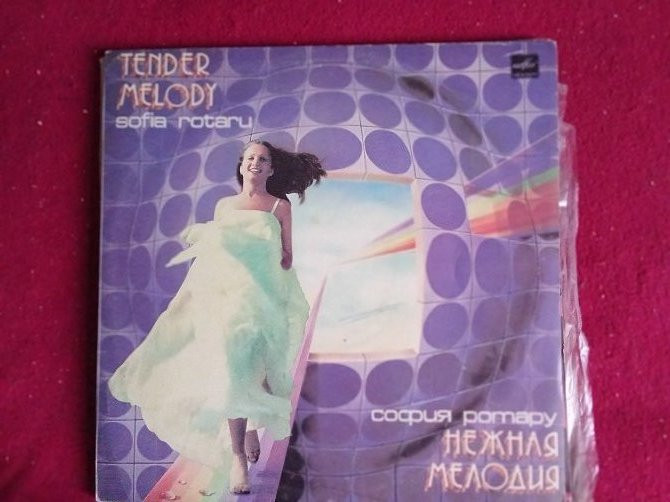 TENDER
MELODY
sofia rotaru
софия ротару
НЕЖНАЯ
МЕЛОДИЯ